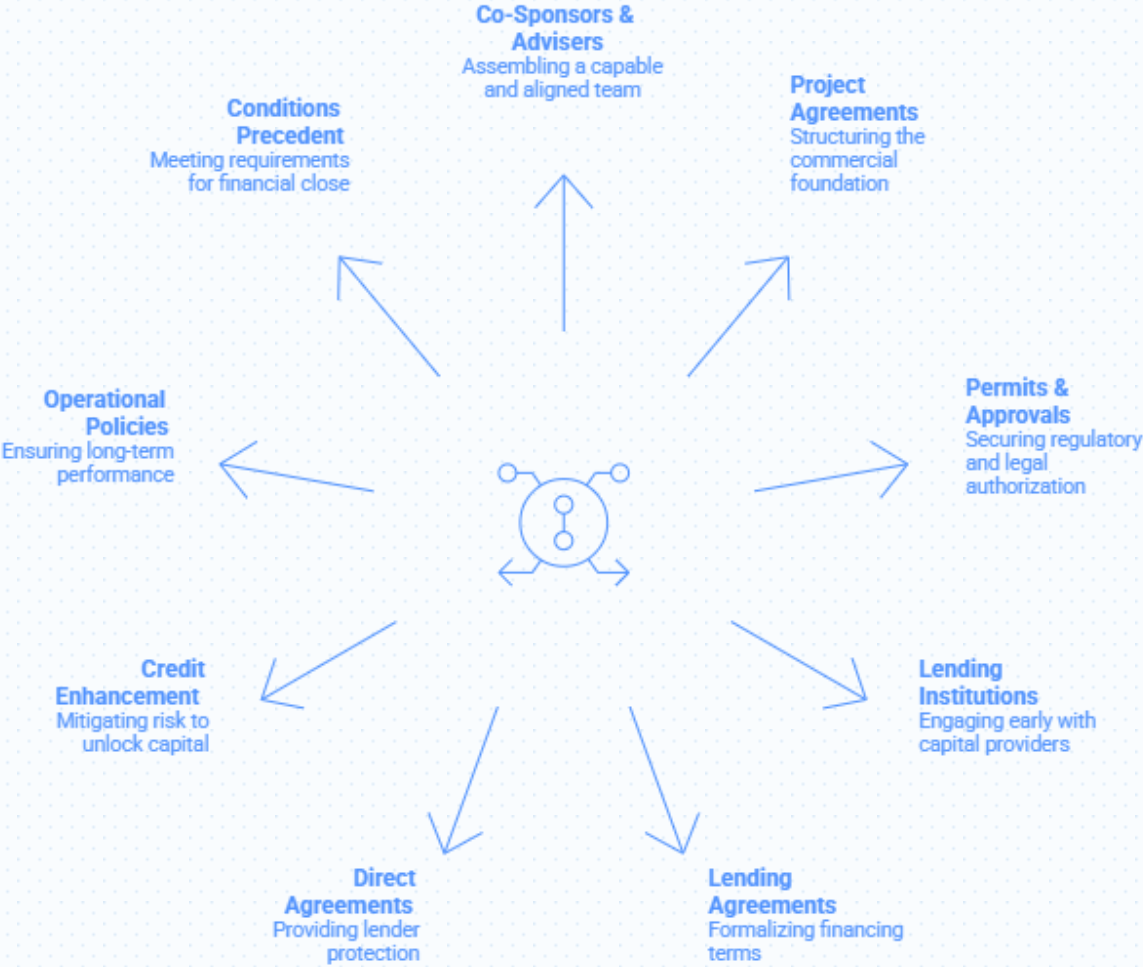 Co-Sponsors &
Advisers
Assembling a capable
and aligned team
Project
Agreements
Structuring the
commercial
foundation
Permits &
Approvals
Securing regulatory
and legal
authorization
Lending
Institutions
Engaging early with
capital providers
Lending
Agreements
Formalizing financing
terms
Direct
Agreements
Providing lender
protection
Credit
Enhancement
Mitigating risk to
unlock capital
Operational
Policies
Ensuring long-term
performance
Conditions
Precedent
Meeting requirements
for financial close